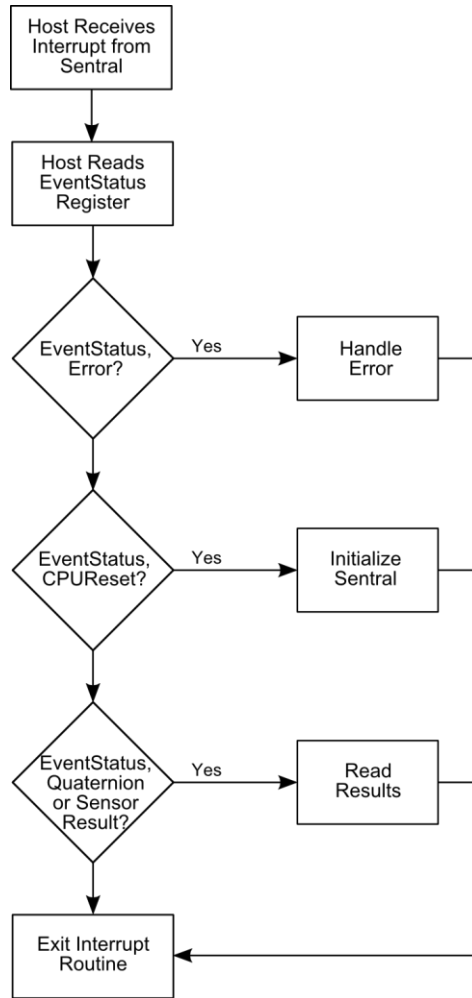 Host Receives
Interrupt from
Sentral
Host Reads
EventStatus
Register
EventStatus,
Error?
Yes
Handle
Error
EventStatus,
CPUReset?
Yes
Initialize
Sentral
EventStatus,
Quaternion
or Sensor
Result?
Yes
Read
Results
Exit Interrupt
Routine